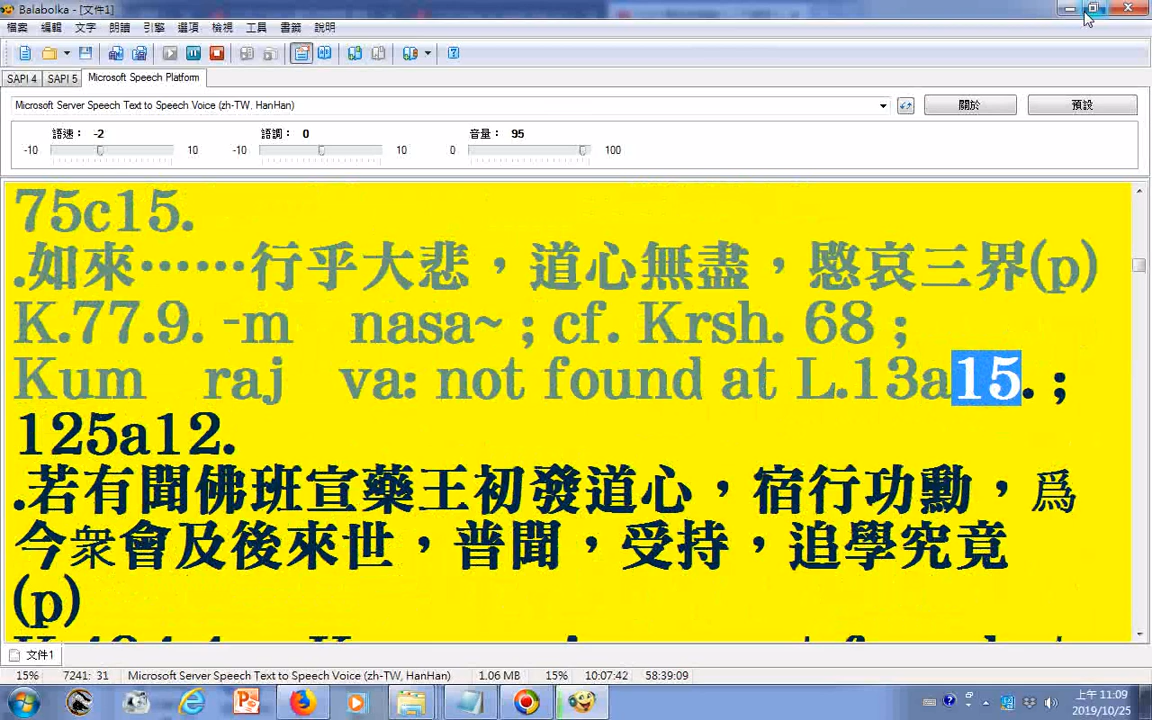 Balabolka - [文件1]
檔案 編輯 文字 朗讀 引擎 選項 檢視 工具 書籤 說明
SAPI 4 SAPI 5 Microsoft Speech Platform
Microsoft Server Speech Text to Speech Voice (zh-TW, HanHan) 關於 預設
語速： -2 語調： 0 音量： 95
-10 10 -10 10 0 100
75c15.
.如來⋯⋯行乎大悲，道心無盡，愍哀三界(p)
K.77.9. -m nasa~ ; cf. Krsh. 68 ;
Kum raj va: not found at L.13a15. ;
125a12.
.若有聞佛班宣藥王初發道心，宿行功勳，爲
今衆會及後來世，普聞，受持，追學究竟
(p)
文件1
15% 7241: 31 Microsoft Server Speech Text to Speech Voice (zh-TW, HanHan) 1.06 MB 15% 10:07:42 58:39:09
上午 11:09
2019/10/25